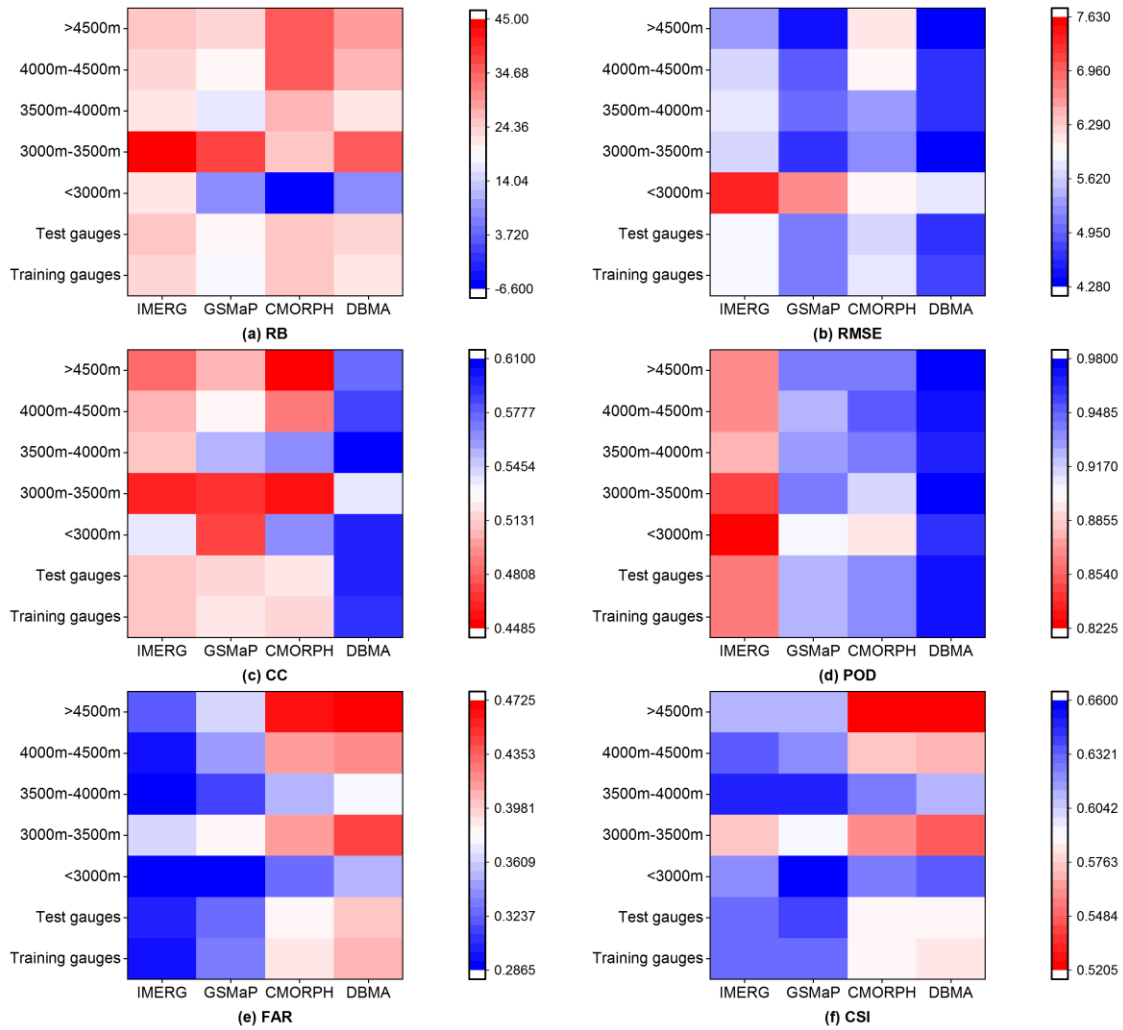 >4500m
4000m-4500m
3500m-4000m
3000m-3500m
<3000m
Test gauges
Training gauges
IMERG GSMaP CMORPH DBMA
(a) RB
45.00
34.68
24.36
14.04
3.720
-6.600
>4500m
4000m-4500m
3500m-4000m
3000m-3500m
<3000m
Test gauges
Training gauges
IMERG GSMaP CMORPH DBMA
(b) RMSE
7.630
6.960
6.290
5.620
4.950
4.280
>4500m
4000m-4500m
3500m-4000m
3000m-3500m
<3000m
Test gauges
Training gauges
IMERG GSMaP CMORPH DBMA
(c) CC
0.6100
0.5777
0.5454
0.5131
0.4808
0.4485
>4500m
4000m-4500m
3500m-4000m
3000m-3500m
<3000m
Test gauges
Training gauges
IMERG GSMaP CMORPH DBMA
(d) POD
0.9800
0.9485
0.9170
0.8855
0.8540
0.8225
>4500m
4000m-4500m
3500m-4000m
3000m-3500m
<3000m
Test gauges
Training gauges
IMERG GSMaP CMORPH DBMA
(e) FAR
0.4725
0.4353
0.3981
0.3609
0.3237
0.2865
>4500m
4000m-4500m
3500m-4000m
3000m-3500m
<3000m
Test gauges
Training gauges
IMERG GSMaP CMORPH DBMA
(f) CSI
0.6600
0.6321
0.6042
0.5763
0.5484
0.5205